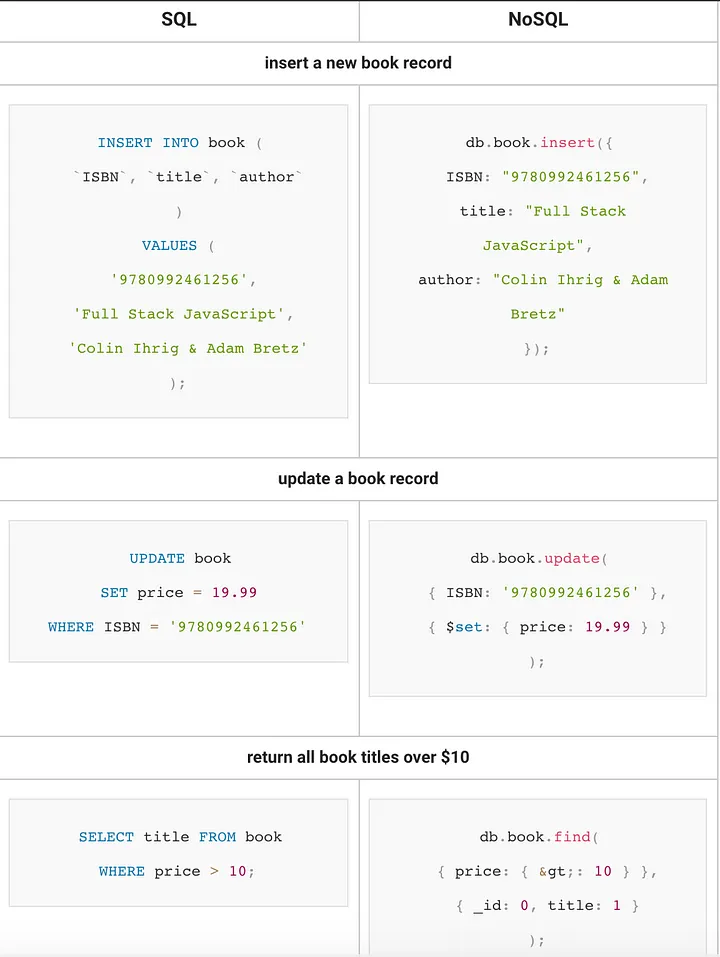 SQL
NoSQL
insert a new book record
INSERT INTO book (
`ISBN`, `title`, `author`
)
VALUES (
'9780992461256',
'Full Stack JavaScript',
'Colin Ihrig & Adam Bretz'
);
db.book.insert({
ISBN: "9780992461256",
title: "Full Stack
JavaScript",
author: "Colin Ihrig & Adam
Bretz"
});
update a book record
UPDATE book
SET price = 19.99
WHERE ISBN = '9780992461256'
db.book.update(
{ ISBN: '9780992461256' },
{ $set: { price: 19.99 } }
);
return all book titles over $10
SELECT title FROM book
WHERE price > 10;
db.book.find(
{ price: { &gt;: 10 } },
{ _id: 0, title: 1 }
);